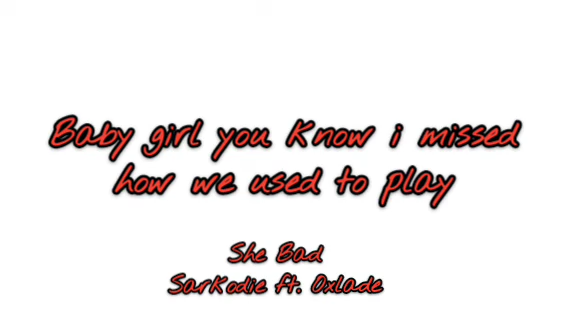 Baby girl you Know i missed
how we used to play
She Bad
SarKodie ft. Oxlade